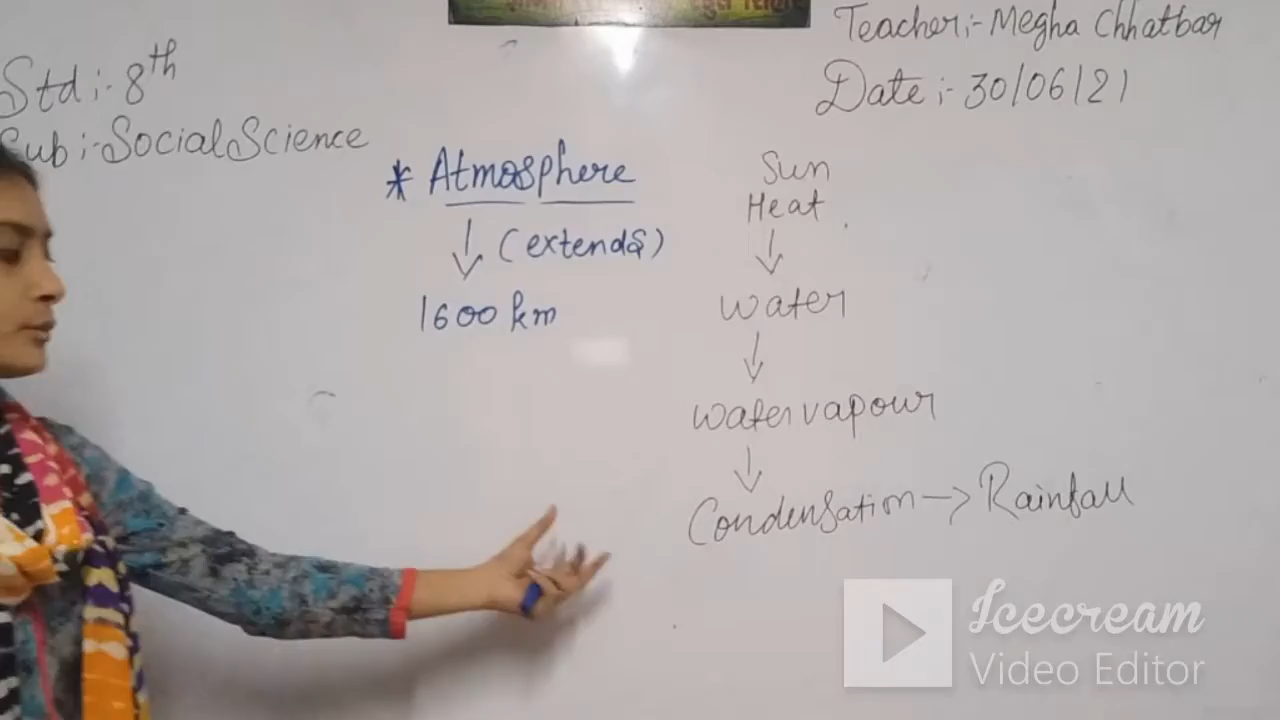 Teacher:- Megha Chhatbar
Date:- 30/06/21
Std:- 8th
Sub:- Social Science
* Atmosphere
↓ (extends)
1600 km
Sun
Heat
↓
Water
↓
Water vapour
↓
Condensation → Rainfall
Icecream
Video Editor